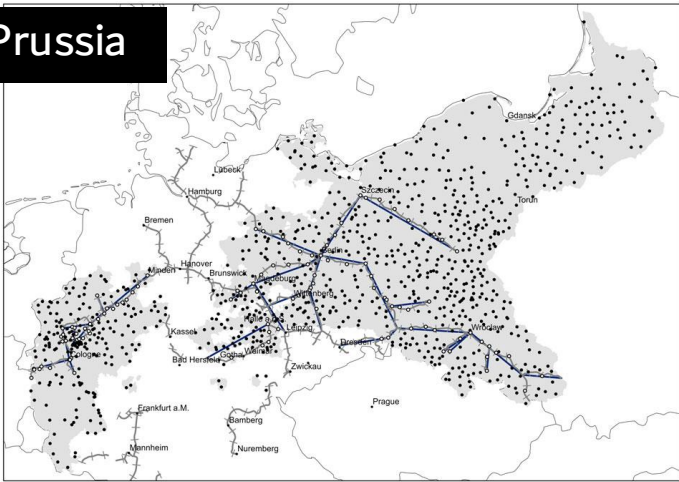 Prussia
Gdansk
Lübeck
Szczecin
Hamburg
Torun
Bremen
Berlin
Hanover
Minden
Brunswick
Magdeburg
Wittenberg
Halle a.d.S.
Leipzig
Wroclaw
Kassel
Dresden
Cologne
Weimar
Gotha
Bad Hersfeld
Zwickau
Prague
Frankfurt a.M.
Bamberg
Mannheim
Nuremberg